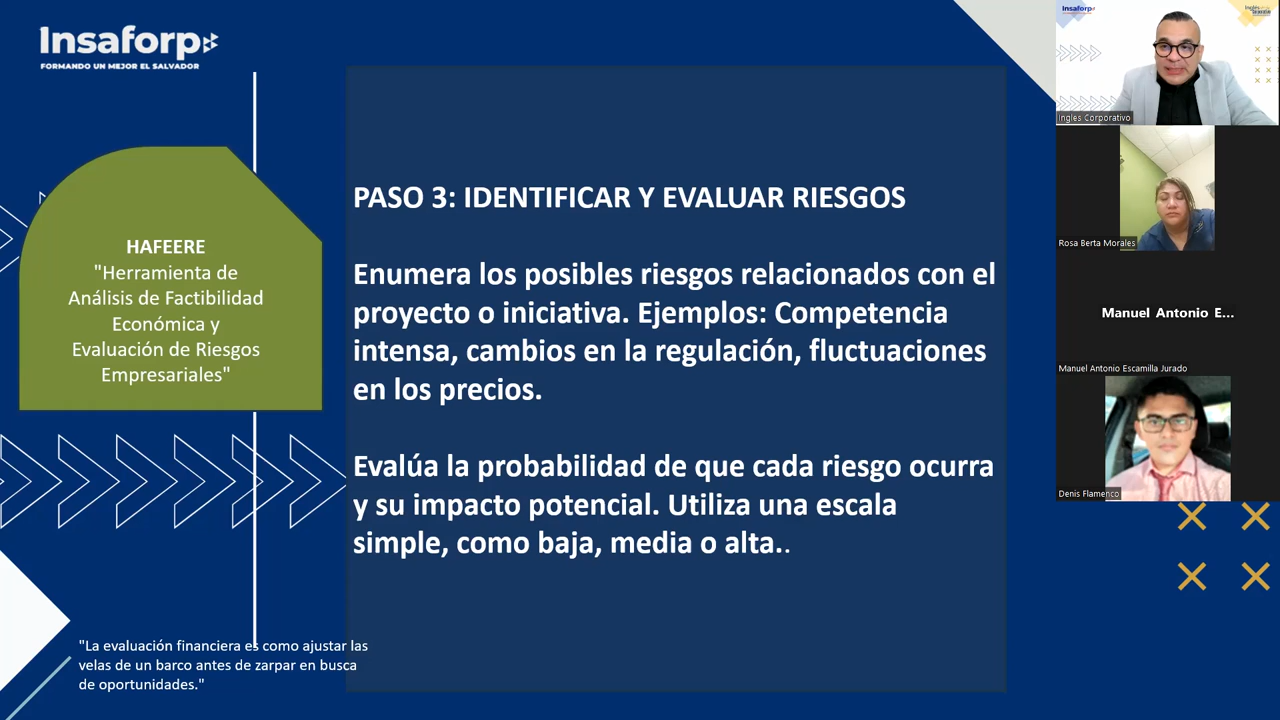 Insaforp
FORMANDO UN MEJOR EL SALVADOR
HAFEERE
"Herramienta de
Análisis de Factibilidad
Económica y
Evaluación de Riesgos
Empresariales"
PASO 3: IDENTIFICAR Y EVALUAR RIESGOS
Enumera los posibles riesgos relacionados con el
proyecto o iniciativa. Ejemplos: Competencia
intensa, cambios en la regulación, fluctuaciones
en los precios.
Evalúa la probabilidad de que cada riesgo ocurra
y su impacto potencial. Utiliza una escala
simple, como baja, media o alta..
"La evaluación financiera es como ajustar las
velas de un barco antes de zarpar en busca
de oportunidades."
Insaforp
Ingles Corporativo
Rosa Berta Morales
Manuel Antonio E...
Manuel Antonio Escamilla Jurado
Denis Flamenco